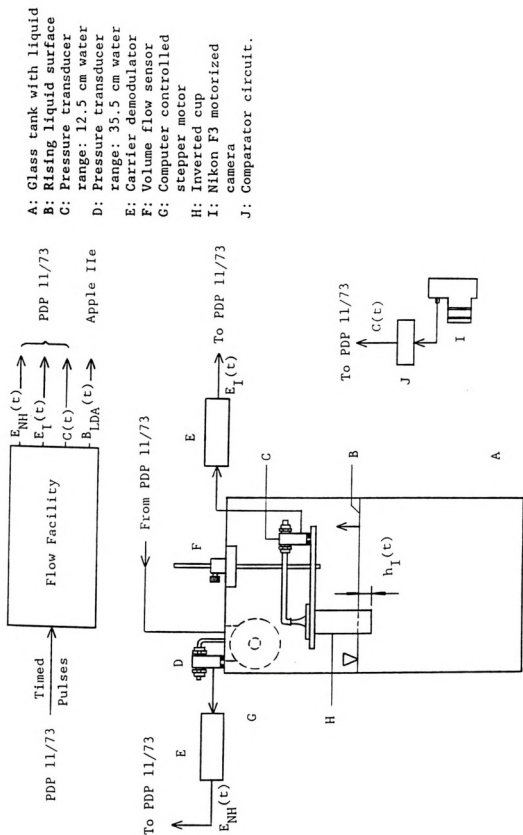 PDP 11/73
Timed
Pulses
Flow Facility
E_NH(t)
E_I(t)
C(t)
B_LDA(t)
PDP 11/73
Apple IIe
A: Glass tank with liquid
B: Rising liquid surface
C: Pressure transducer
range: 12.5 cm water
D: Pressure transducer
range: 35.5 cm water
E: Carrier demodulator
F: Volume flow sensor
G: Computer controlled
stepper motor
H: Inverted cup
I: Nikon F3 motorized
camera
J: Comparator circuit.
To PDP 11/73
E_NH(t)
E
D
From PDP 11/73
F
E
E_I(t)
To PDP 11/73
G
H
C
B
h_I(t)
A
To PDP 11/73
C(t)
J
I